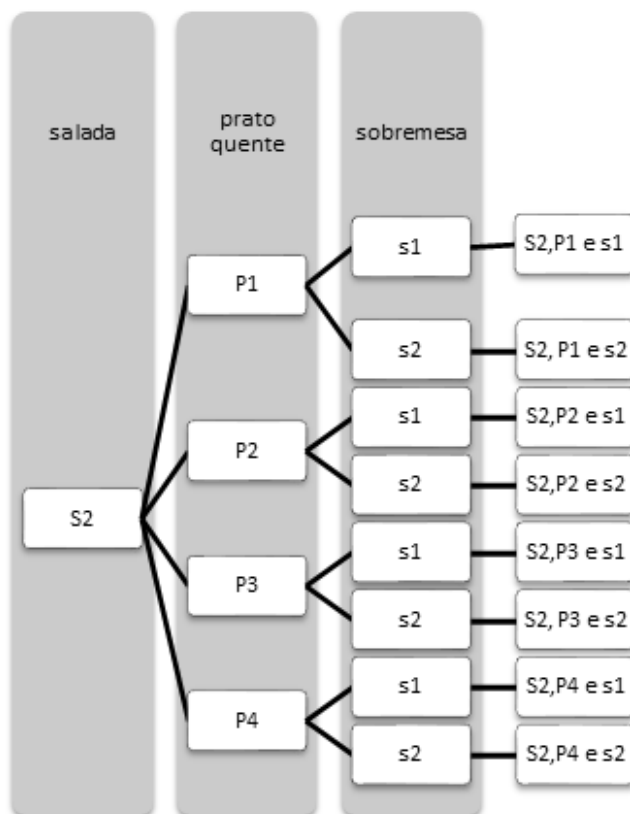 salada
prato
quente
sobremesa
s1
S2,P1 e s1
P1
s2
S2, P1 e s2
s1
S2,P2 e s1
P2
s2
S2,P2 e s2
S2
s1
S2,P3 e s1
P3
s2
S2, P3 e s2
s1
S2,P4 e s1
P4
s2
S2,P4 e s2